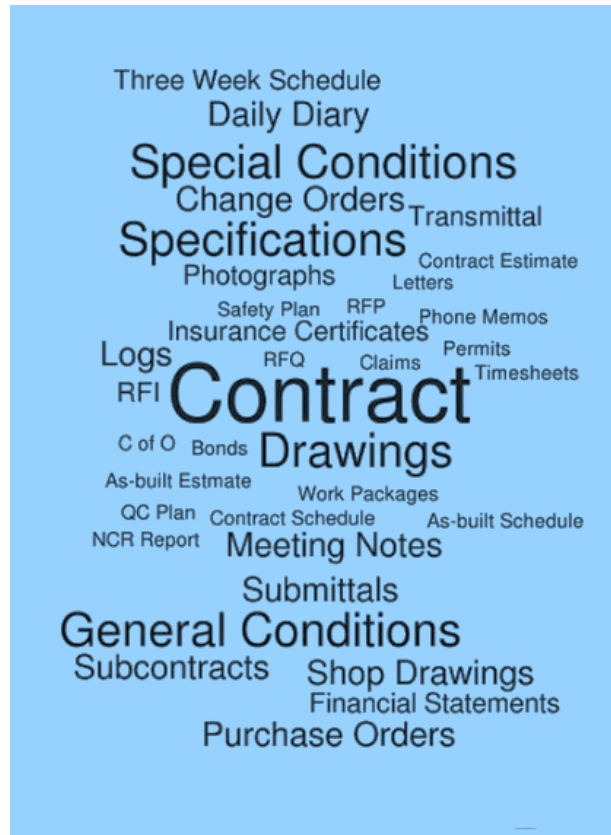 Three Week Schedule
Daily Diary
Special Conditions
Change Orders
Transmittal
Specifications
Contract Estimate
Photographs
Letters
Safety Plan
RFP
Phone Memos
Insurance Certificates
Logs
RFQ
Claims
Permits
Timesheets
RFI
Contract
C of O
Bonds
Drawings
As-built Estmate
Work Packages
QC Plan
Contract Schedule
As-built Schedule
NCR Report
Meeting Notes
Submittals
General Conditions
Subcontracts
Shop Drawings
Financial Statements
Purchase Orders